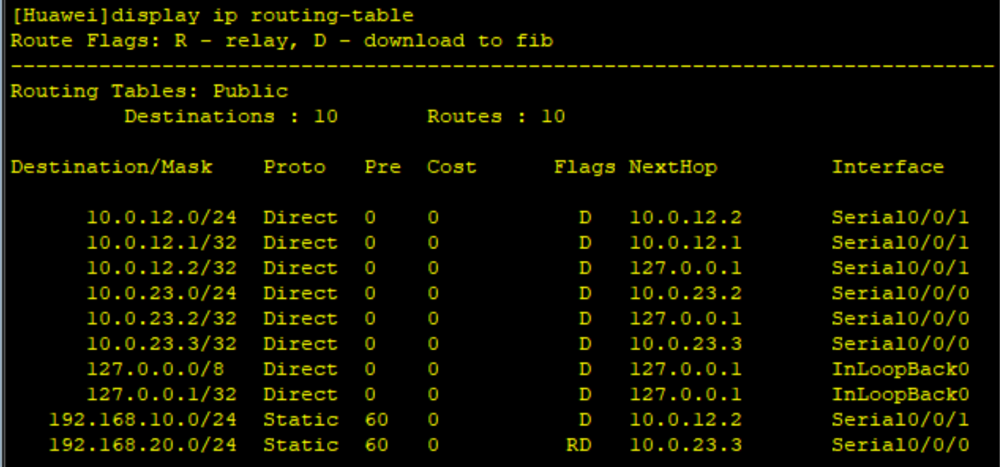 [Huawei]display ip routing-table
Route Flags: R - relay, D - download to fib
------------------------------------------------------------------------------
Routing Tables: Public
         Destinations : 10       Routes : 10

Destination/Mask    Proto   Pre  Cost      Flags NextHop         Interface

      10.0.12.0/24  Direct  0    0           D   10.0.12.2       Serial0/0/1
      10.0.12.1/32  Direct  0    0           D   10.0.12.1       Serial0/0/1
      10.0.12.2/32  Direct  0    0           D   127.0.0.1       Serial0/0/1
      10.0.23.0/24  Direct  0    0           D   10.0.23.2       Serial0/0/0
      10.0.23.2/32  Direct  0    0           D   127.0.0.1       Serial0/0/0
      10.0.23.3/32  Direct  0    0           D   10.0.23.3       Serial0/0/0
      127.0.0.0/8   Direct  0    0           D   127.0.0.1       InLoopBack0
      127.0.0.1/32  Direct  0    0           D   127.0.0.1       InLoopBack0
   192.168.10.0/24  Static  60   0           D   10.0.12.2       Serial0/0/1
   192.168.20.0/24  Static  60   0          RD   10.0.23.3       Serial0/0/0